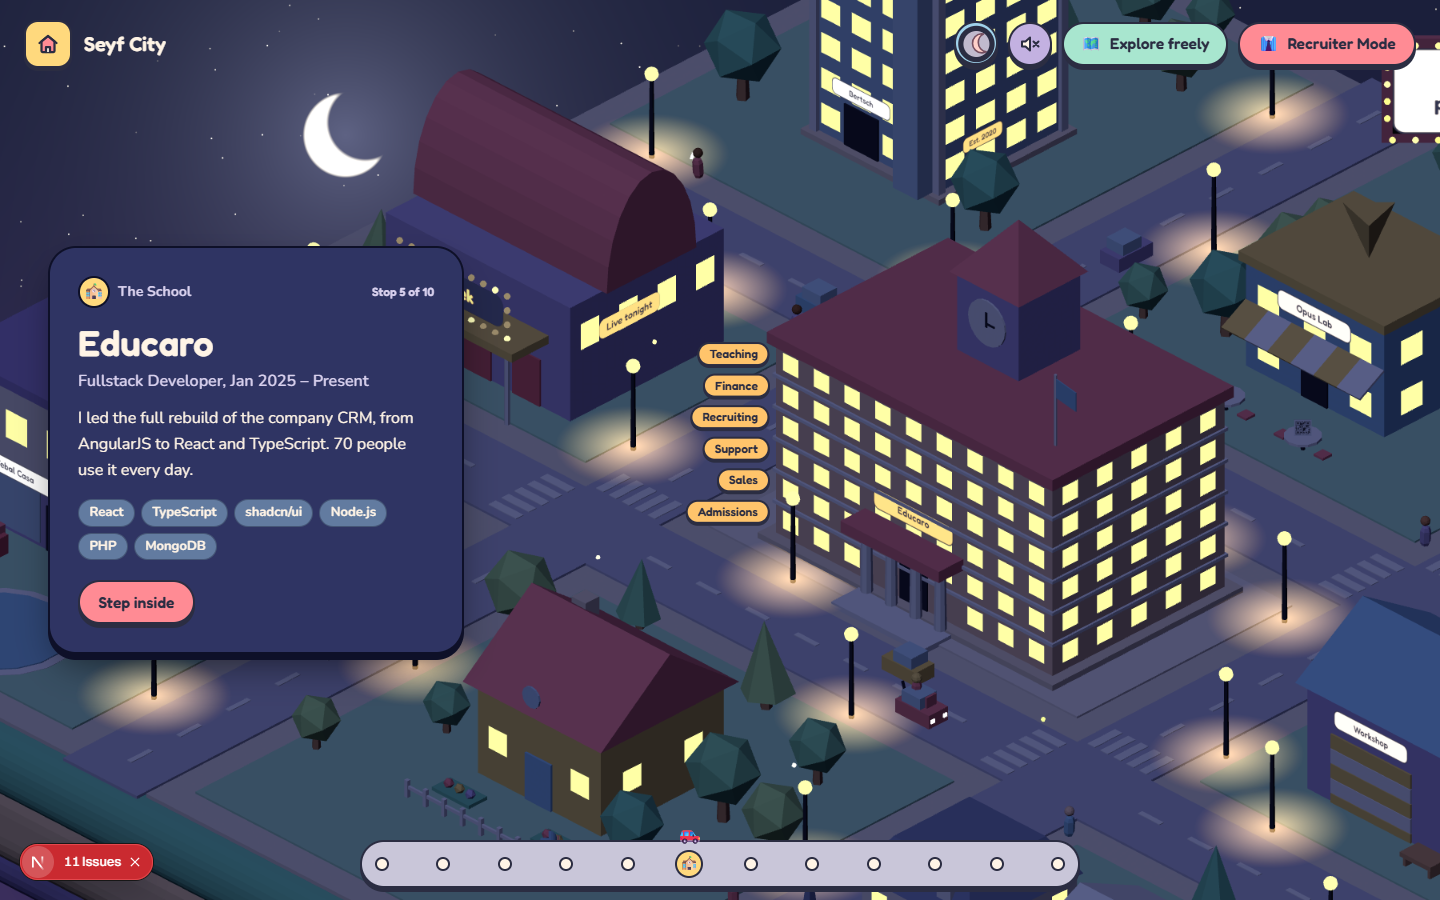 Seyf City
Explore freely
Recruiter Mode
Bertsch
Est. 2020
The School
Stop 5 of 10
Educaro
Fullstack Developer, Jan 2025 – Present
I led the full rebuild of the company CRM, from
AngularJS to React and TypeScript. 70 people
use it every day.
React
TypeScript
shadcn/ui
Node.js
PHP
MongoDB
Step inside
Live tonight
Teaching
Finance
Recruiting
Support
Sales
Admissions
Educaro
Opus Lab
Workshop
N
11 Issues